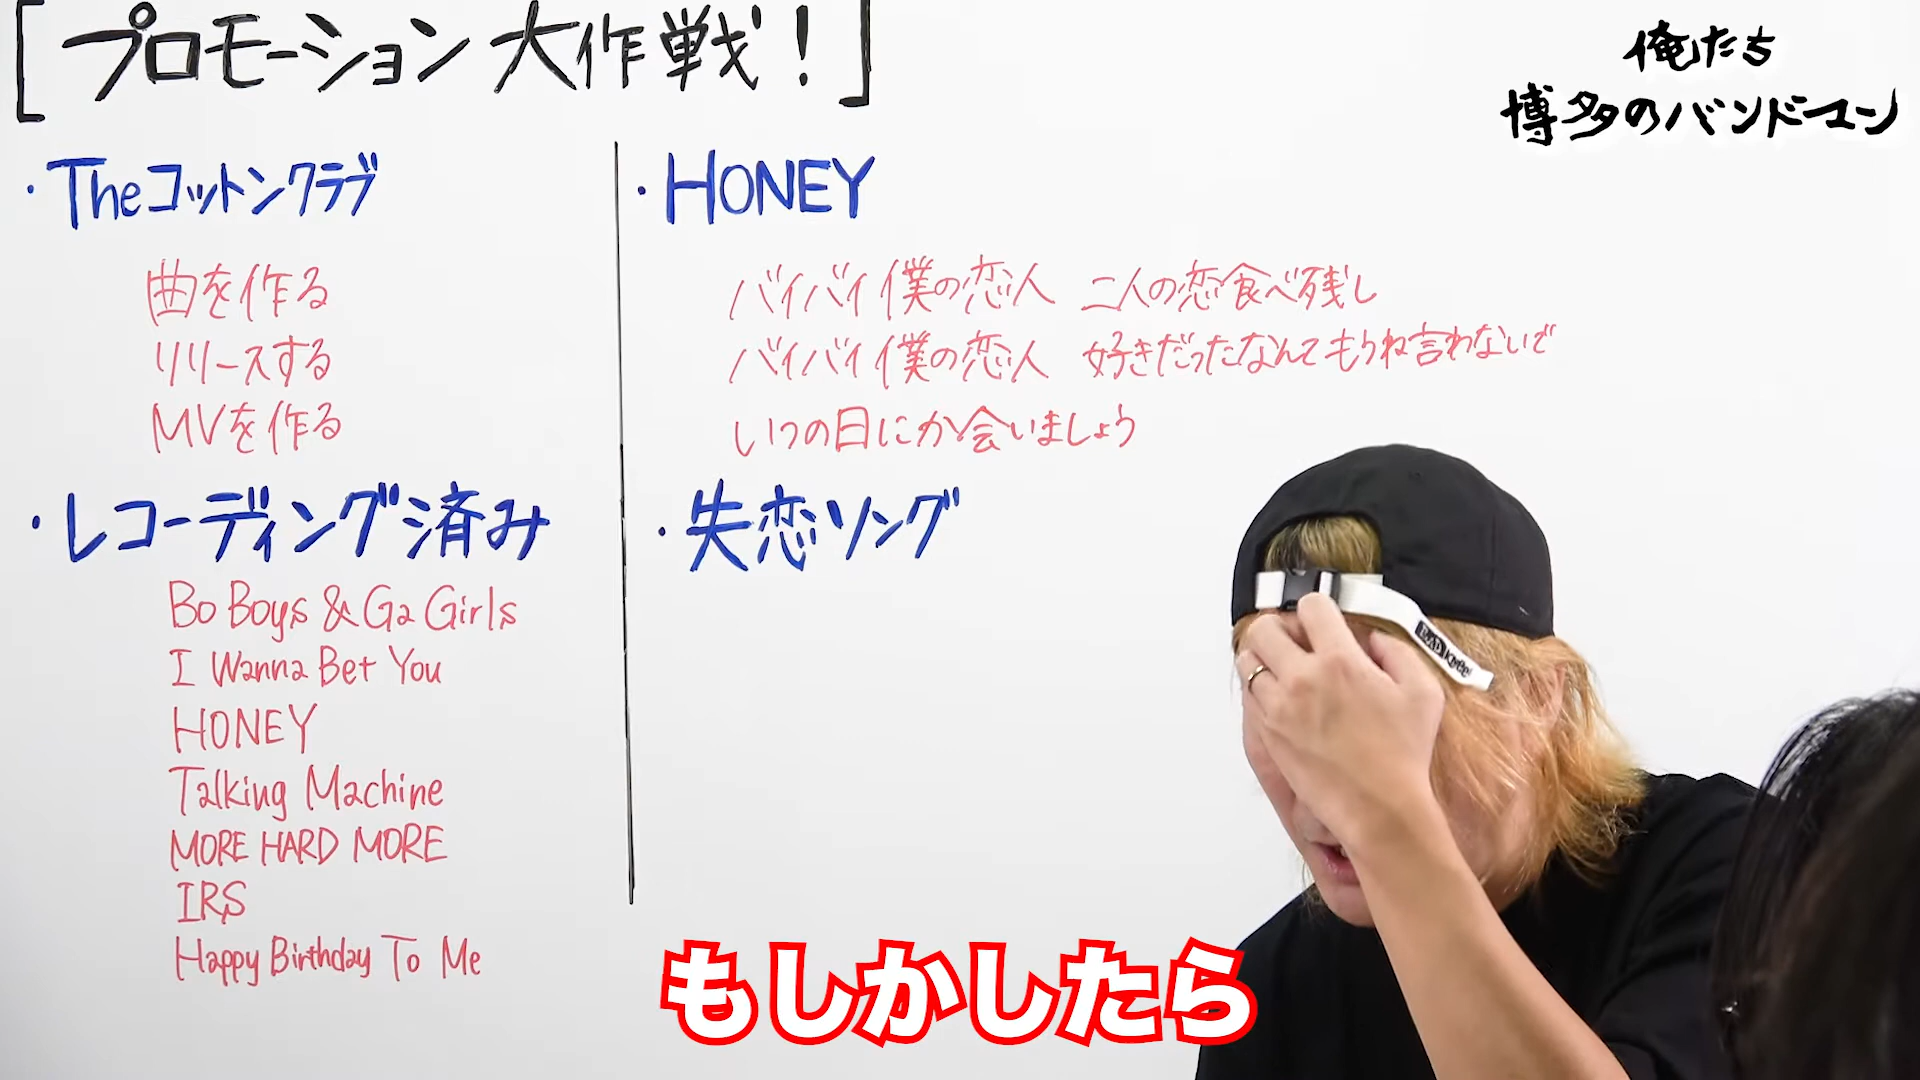 [プロモーション大作戦！]
俺たち
博多のバンドマン
・Theコットンクラブ
曲を作る
リリースする
MVを作る
・レコーディング済み
Bo Boys & Ga Girls
I Wanna Bet You
HONEY
Talking Machine
MORE HARD MORE
IRS
Happy Birthday To Me
・HONEY
バイバイ僕の恋人 二人の恋食べ残し
バイバイ僕の恋人 好きだったなんてもうね言わないで
いつの日にか会いましょう
・失恋ソング
もしかしたら